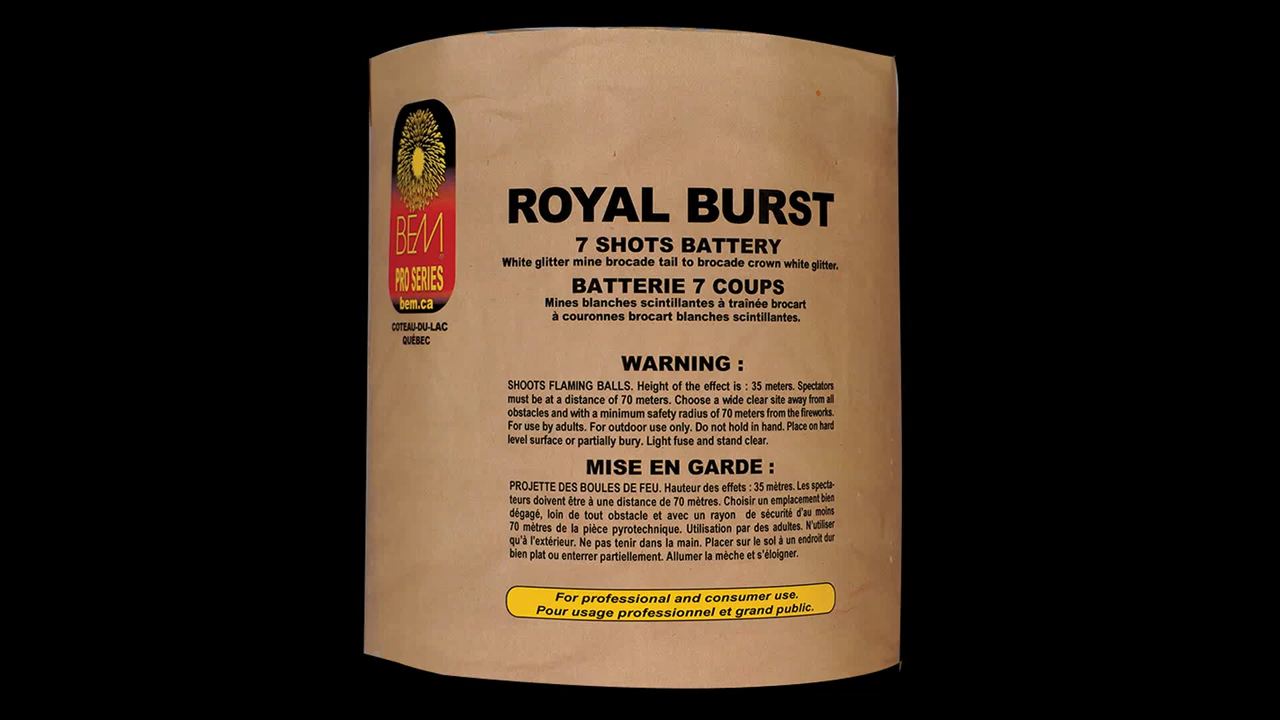 BEM
PRO SERIES
bem.ca
COTEAU-DU-LAC
QUÉBEC
ROYAL BURST
7 SHOTS BATTERY
White glitter mine brocade tail to brocade crown white glitter.
BATTERIE 7 COUPS
Mines blanches scintillantes à traînée brocart
à couronnes brocart blanches scintillantes.
WARNING :
SHOOTS FLAMING BALLS. Height of the effect is : 35 meters. Spectators
must be at a distance of 70 meters. Choose a wide clear site away from all
obstacles and with a minimum safety radius of 70 meters from the fireworks.
For use by adults. For outdoor use only. Do not hold in hand. Place on hard
level surface or partially bury. Light fuse and stand clear.
MISE EN GARDE :
PROJETTE DES BOULES DE FEU. Hauteur des effets : 35 mètres. Les specta-
teurs doivent être à une distance de 70 mètres. Choisir un emplacement bien
dégagé, loin de tout obstacle et avec un rayon de sécurité d'au moins
70 mètres de la pièce pyrotechnique. Utilisation par des adultes. N'utiliser
qu'à l'extérieur. Ne pas tenir dans la main. Placer sur le sol à un endroit dur
bien plat ou enterrer partiellement. Allumer la mèche et s'éloigner.
For professional and consumer use.
Pour usage professionnel et grand public.